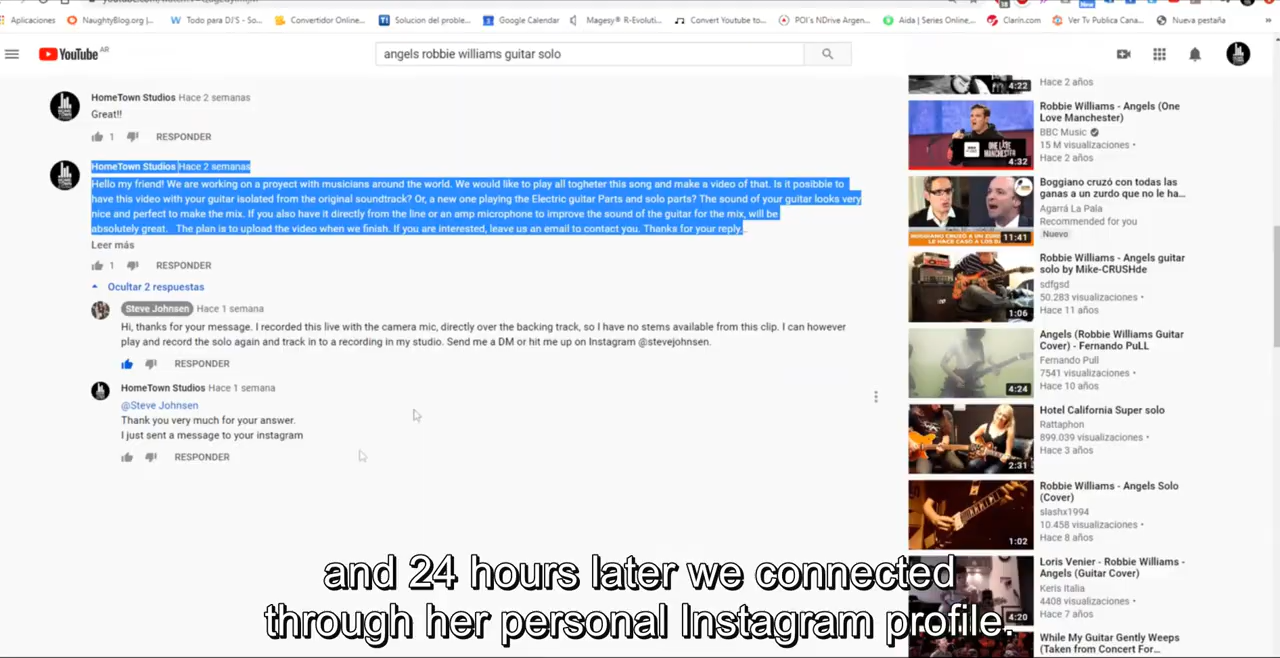 Aplicaciones
NaughtyBlog.org |...
Todo para DJ'S - So...
Convertidor Online...
Solucion del proble...
Google Calendar
Magesy® R-Evoluti...
Convert Youtube to...
POI's NDrive Argen...
Aida | Series Online,...
Clarín.com
Ver Tv Publica Cana...
Nueva pestaña
»
YouTube AR
angels robbie williams guitar solo
HomeTown Studios Hace 2 semanas
Great!!
1 RESPONDER
HomeTown Studios Hace 2 semanas
Hello my friend! We are working on a proyect with musicians around the world. We would like to play all togheter this song and make a video of that. Is it posibble to
have this video with your guitar isolated from the original soundtrack? Or, a new one playing the Electric guitar Parts and solo parts? The sound of your guitar looks very
nice and perfect to make the mix. If you also have it directly from the line or an amp microphone to improve the sound of the guitar for the mix, will be
absolutely great. The plan is to upload the video when we finish. If you are interested, leave us an email to contact you. Thanks for your reply.
Leer más
1 RESPONDER
Ocultar 2 respuestas
Steve Johnsen Hace 1 semana
Hi, thanks for your message. I recorded this live with the camera mic, directly over the backing track, so I have no stems available from this clip. I can however
play and record the solo again and track in to a recording in my studio. Send me a DM or hit me up on Instagram @stevejohnsen.
RESPONDER
HomeTown Studios Hace 1 semana
@Steve Johnsen
Thank you very much for your answer.
I just sent a message to your instagram
RESPONDER
4:22
Hace 2 años
Robbie Williams - Angels (One
Love Manchester)
BBC Music
15 M visualizaciones •
Hace 2 años
ONE LOVE
MANCHESTER
4:32
Boggiano cruzó con todas las
ganas a un zurdo que no le ha...
Agarrá La Pala
Recommended for you
Nuevo
11:41
Robbie Williams - Angels guitar
solo by Mike-CRUSHde
sdfgsd
50.283 visualizaciones •
Hace 11 años
1:06
Angels (Robbie Williams Guitar
Cover) - Fernando PuLL
Fernando Pull
7541 visualizaciones •
Hace 10 años
4:24
Hotel California Super solo
Rattaphon
899.039 visualizaciones •
Hace 3 años
2:31
Robbie Williams - Angels Solo
(Cover)
slashx1994
10.458 visualizaciones •
Hace 8 años
1:02
Loris Venier - Robbie Williams -
Angels (Guitar Cover)
Keris Italia
4408 visualizaciones •
Hace 7 años
4:20
While My Guitar Gently Weeps
(Taken from Concert For...
and 24 hours later we connected
through her personal Instagram profile.